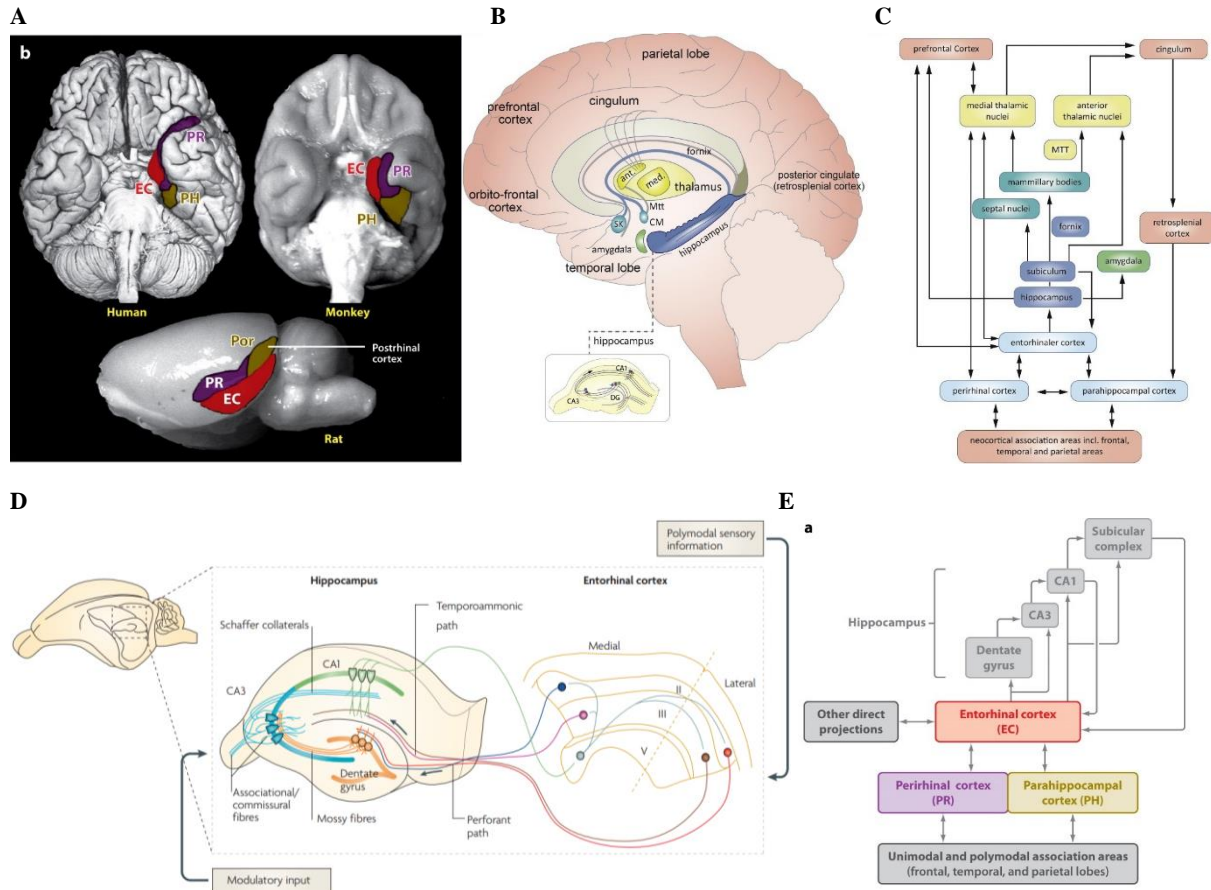 A
b
PR
EC
PH
Human
EC
PR
PH
Monkey
Por
Postrhinal
cortex
PR
EC
Rat
B
parietal lobe
cingulum
prefrontal
cortex
fornix
ant.
med.
thalamus
posterior cingulate
(retrosplenial cortex)
orbito-frontal
cortex
Mtt
SK
CM
amygdala
hippocampus
temporal lobe
hippocampus
CA1
CA3
DG
C
prefrontal Cortex
cingulum
medial thalamic
nuclei
anterior
thalamic nuclei
MTT
mammillary bodies
septal nuclei
fornix
retrosplenial
cortex
amygdala
subiculum
hippocampus
entorhinaler cortex
perirhinal cortex
parahippocampal cortex
neocortical association areas incl. frontal,
temporal and parietal areas
D
Polymodal sensory
information
Hippocampus
Entorhinal cortex
Temporoammonic
path
Schaffer collaterals
Medial
CA1
Lateral
CA3
II
III
V
Dentate
gyrus
Associational/
commissural
fibres
Mossy fibres
Perforant
path
Modulatory input
E
a
Subicular
complex
CA1
Hippocampus
CA3
Dentate
gyrus
Other direct
projections
Entorhinal cortex
(EC)
Perirhinal cortex
(PR)
Parahippocampal
cortex (PH)
Unimodal and polymodal association areas
(frontal, temporal, and parietal lobes)